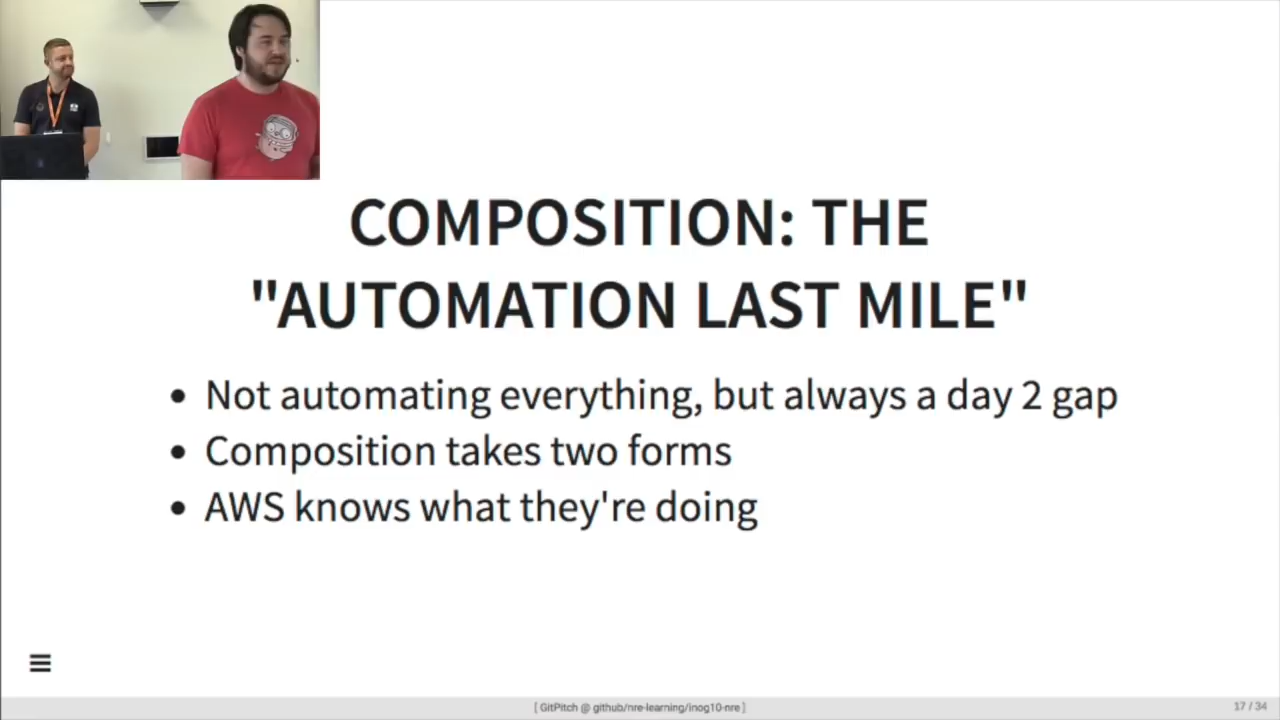 COMPOSITION: THE
"AUTOMATION LAST MILE"
Not automating everything, but always a day 2 gap
Composition takes two forms
AWS knows what they're doing
[ GitPitch @ github/nre-learning/inog10-nre ]
17 / 34